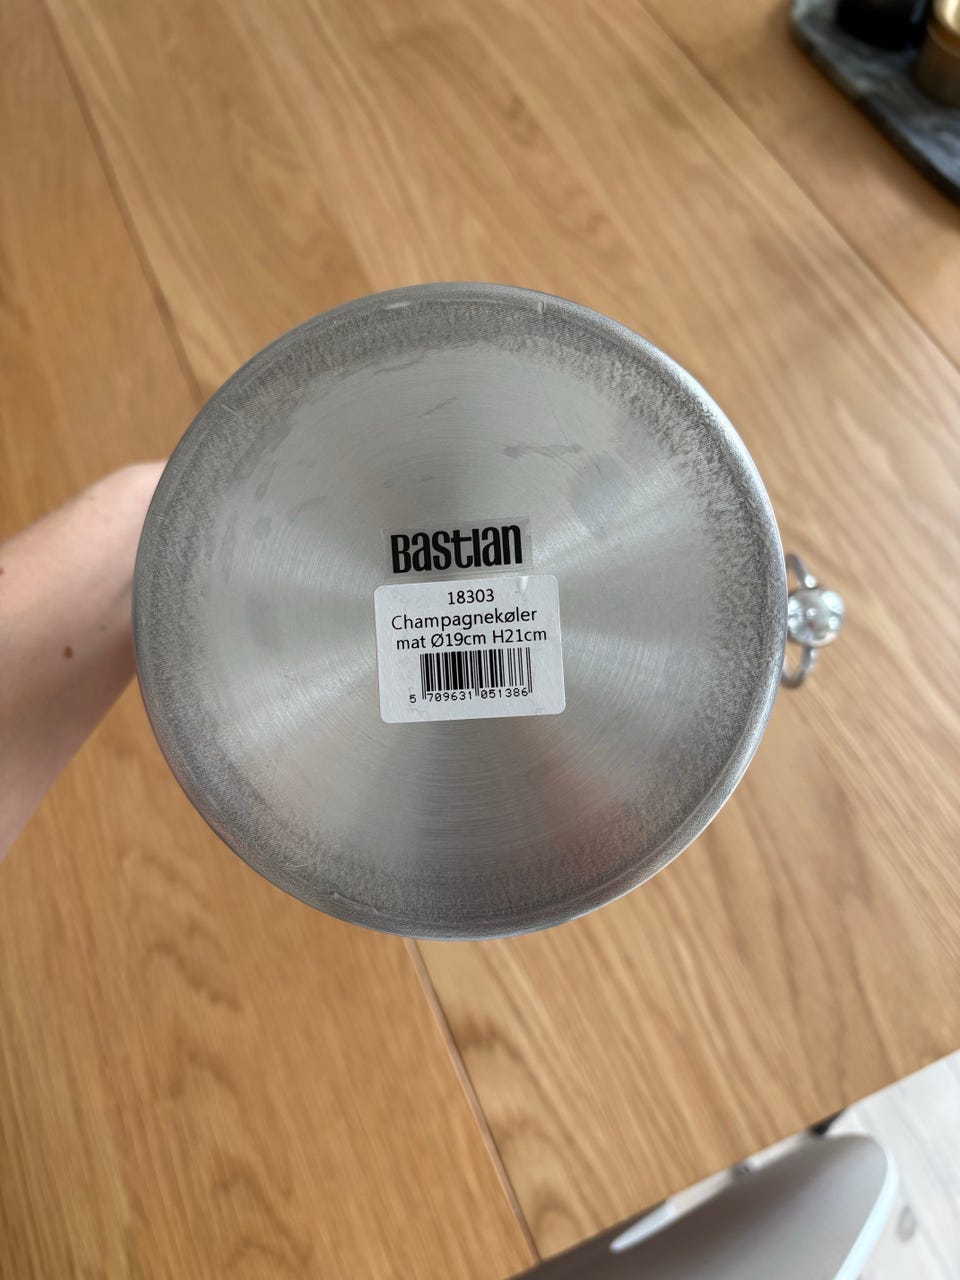 Bastian
18303
Champagnekøler
mat Ø19cm H21cm
5 709631 051386